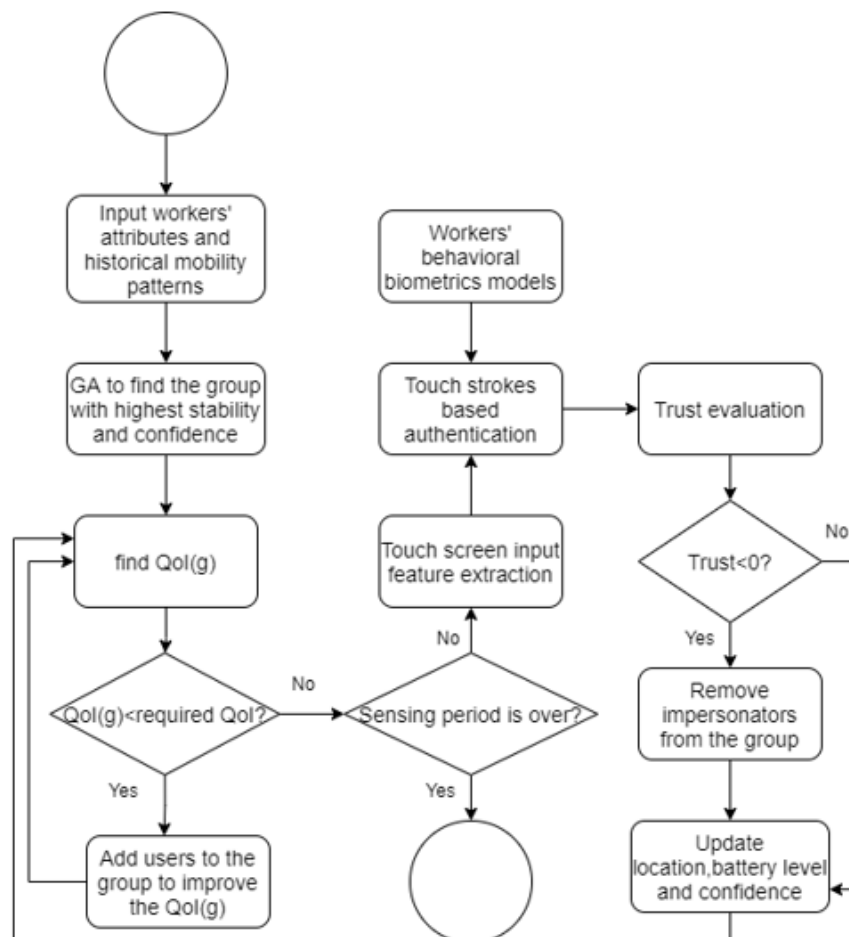 Input workers'
attributes and
historical mobility
patterns
GA to find the group
with highest stability
and confidence
find QoI(g)
QoI(g)<required QoI?
Yes
No
Add users to the
group to improve
the QoI(g)
Sensing period is over?
No
Yes
Touch screen input
feature extraction
Workers'
behavioral
biometrics models
Touch strokes
based
authentication
Trust evaluation
Trust<0?
No
Yes
Remove
impersonators
from the group
Update
location,battery level
and confidence